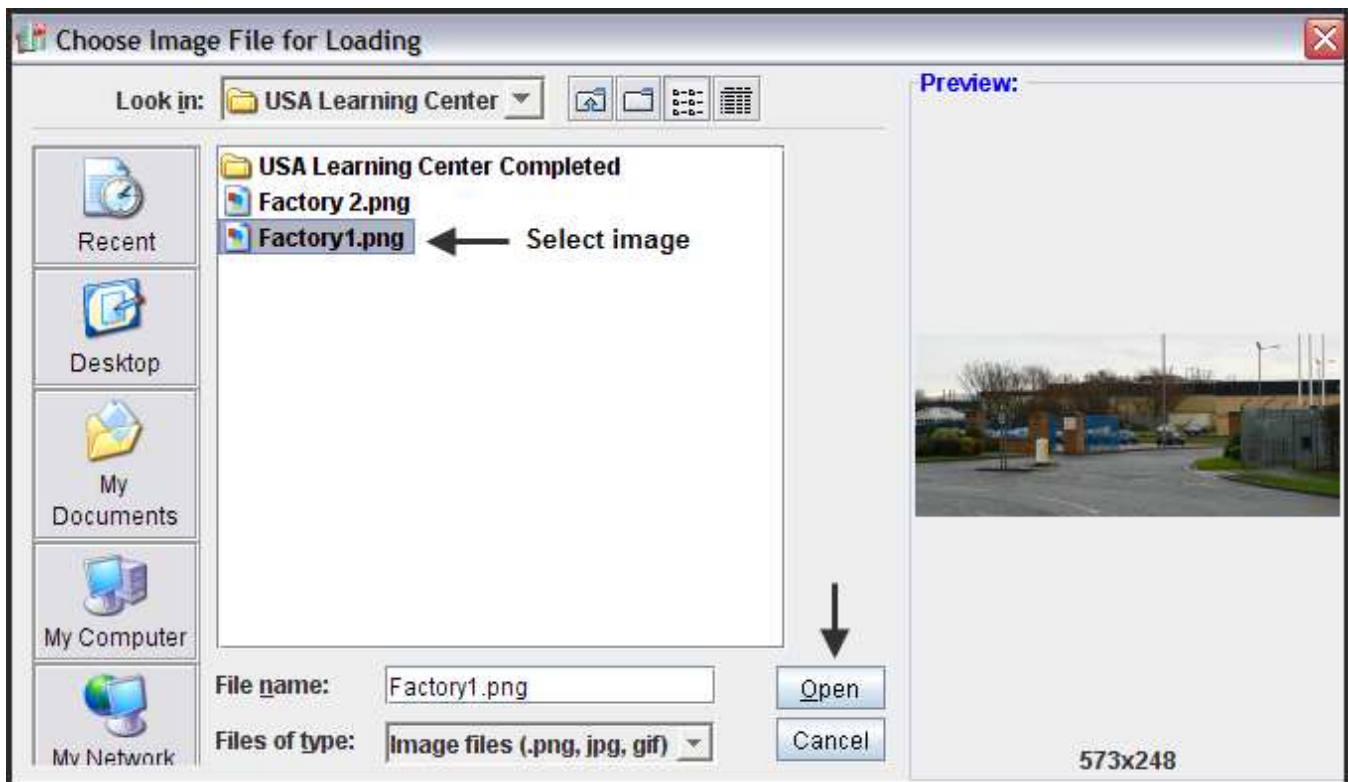 Choose Image File for Loading
Look in: USA Learning Center
Preview:
USA Learning Center Completed
Factory 2.png
Factory1.png Select image
Recent
Desktop
My
Documents
My Computer
My Network
File name: Factory1.png
Open
Files of type: Image files (.png, jpg, gif)
Cancel
573x248